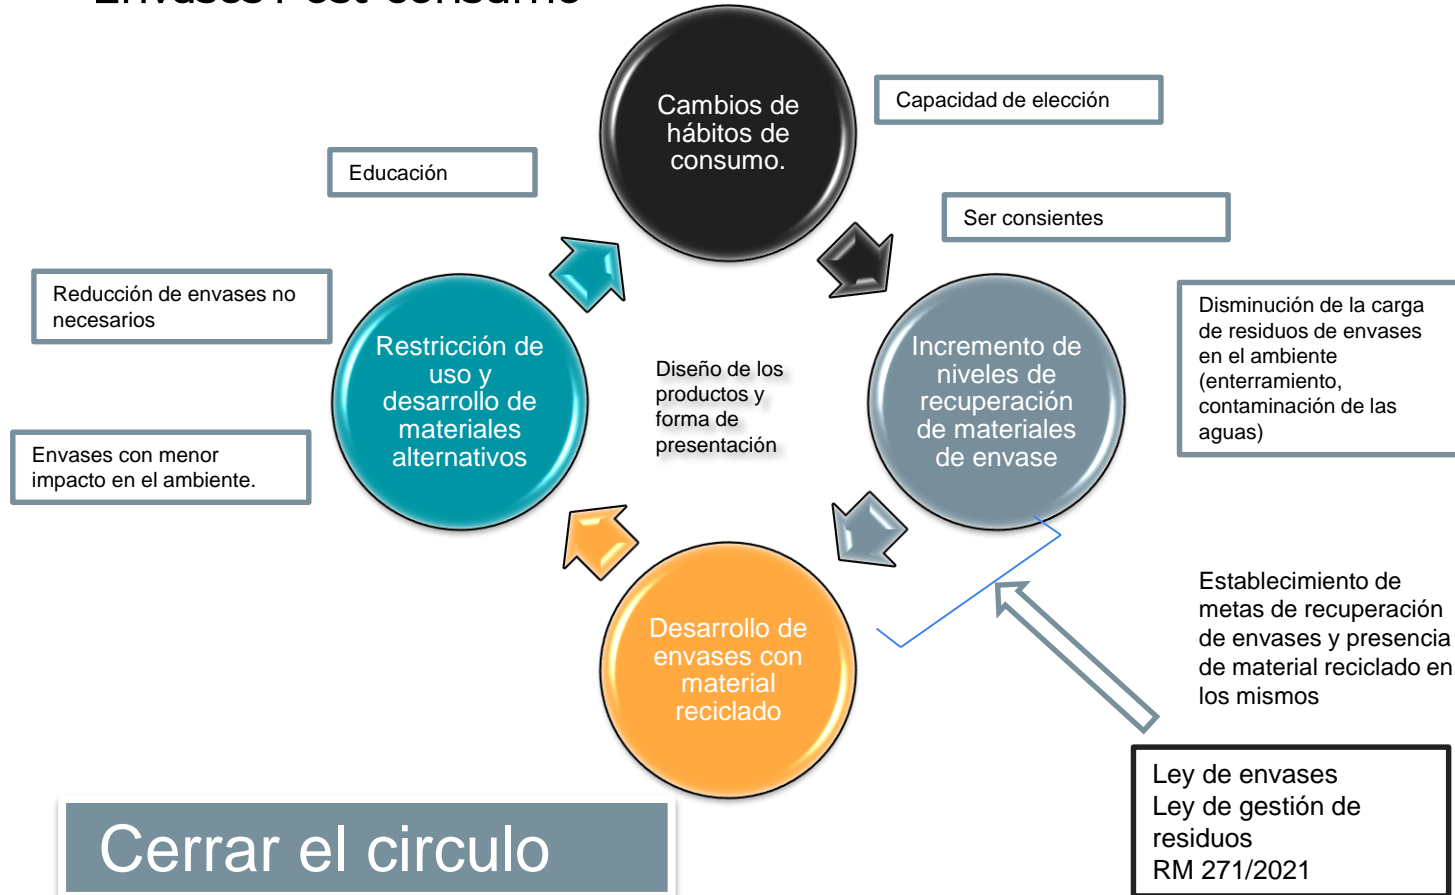 Envases Post consumo
Cambios de
hábitos de
consumo.
Capacidad de elección
Educación
Ser consientes
Reducción de envases no
necesarios
Restricción de
uso y
desarrollo de
materiales
alternativos
Diseño de los
productos y
forma de
presentación
Incremento de
niveles de
recuperación
de materiales
de envase
Disminución de la carga
de residuos de envases
en el ambiente
(enterramiento,
contaminación de las
aguas)
Envases con menor
impacto en el ambiente.
Desarrollo de
envases con
material
reciclado
Establecimiento de
metas de recuperación
de envases y presencia
de material reciclado en
los mismos
Ley de envases
Ley de gestión de
residuos
RM 271/2021
Cerrar el circulo